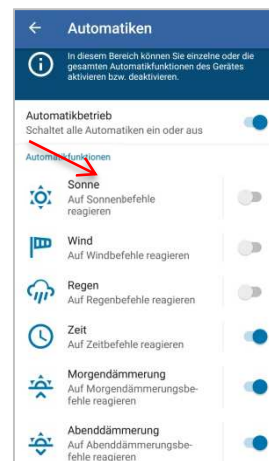 Automatiken
In diesem Bereich können Sie einzelne oder die
gesamten Automatikfunktionen des Gerätes
aktivieren bzw. deaktivieren.
Automatikbetrieb
Schaltet alle Automatiken ein oder aus
Automatikfunktionen
Sonne
Auf Sonnenbefehle
reagieren
Wind
Auf Windbefehle reagieren
Regen
Auf Regenbefehle reagieren
Zeit
Auf Zeitbefehle reagieren
Morgendämmerung
Auf Morgendämmerungsbe-
fehle reagieren
Abenddämmerung
Auf Abenddämmerungsbe-
fehle reagieren